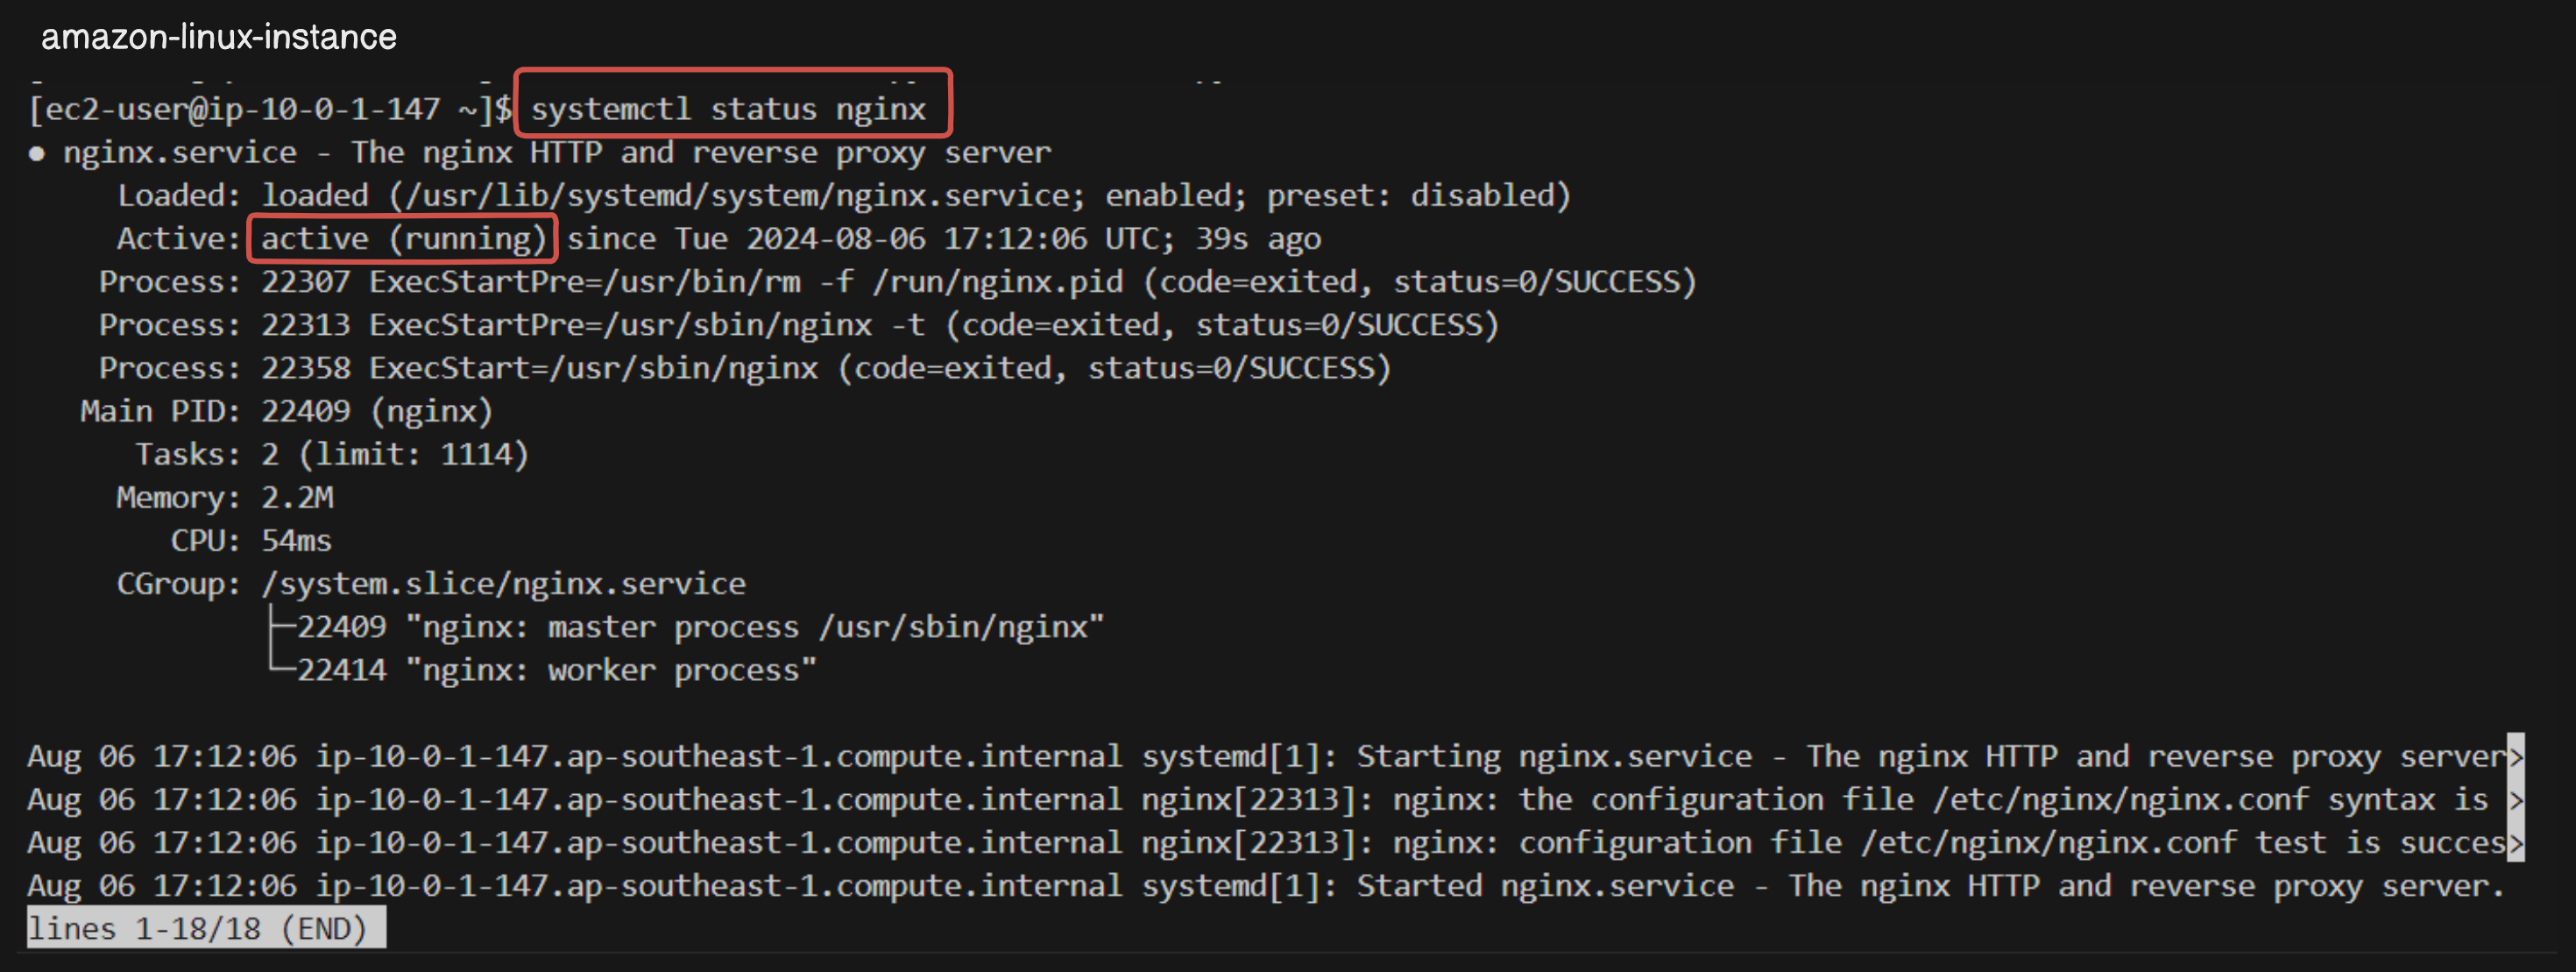 amazon-linux-instance
[ec2-user@ip-10-0-1-147 ~]$ systemctl status nginx
● nginx.service - The nginx HTTP and reverse proxy server
Loaded: loaded (/usr/lib/systemd/system/nginx.service; enabled; preset: disabled)
Active: active (running) since Tue 2024-08-06 17:12:06 UTC; 39s ago
Process: 22307 ExecStartPre=/usr/bin/rm -f /run/nginx.pid (code=exited, status=0/SUCCESS)
Process: 22313 ExecStartPre=/usr/sbin/nginx -t (code=exited, status=0/SUCCESS)
Process: 22358 ExecStart=/usr/sbin/nginx (code=exited, status=0/SUCCESS)
Main PID: 22409 (nginx)
Tasks: 2 (limit: 1114)
Memory: 2.2M
CPU: 54ms
CGroup: /system.slice/nginx.service
├─22409 "nginx: master process /usr/sbin/nginx"
└─22414 "nginx: worker process"
Aug 06 17:12:06 ip-10-0-1-147.ap-southeast-1.compute.internal systemd[1]: Starting nginx.service - The nginx HTTP and reverse proxy server>
Aug 06 17:12:06 ip-10-0-1-147.ap-southeast-1.compute.internal nginx[22313]: nginx: the configuration file /etc/nginx/nginx.conf syntax is >
Aug 06 17:12:06 ip-10-0-1-147.ap-southeast-1.compute.internal nginx[22313]: nginx: configuration file /etc/nginx/nginx.conf test is succes>
Aug 06 17:12:06 ip-10-0-1-147.ap-southeast-1.compute.internal systemd[1]: Started nginx.service - The nginx HTTP and reverse proxy server.
lines 1-18/18 (END)